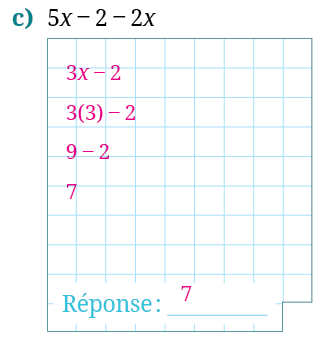 c) 5x − 2 − 2x
3x − 2
3(3) − 2
9 − 2
7
Réponse : 7